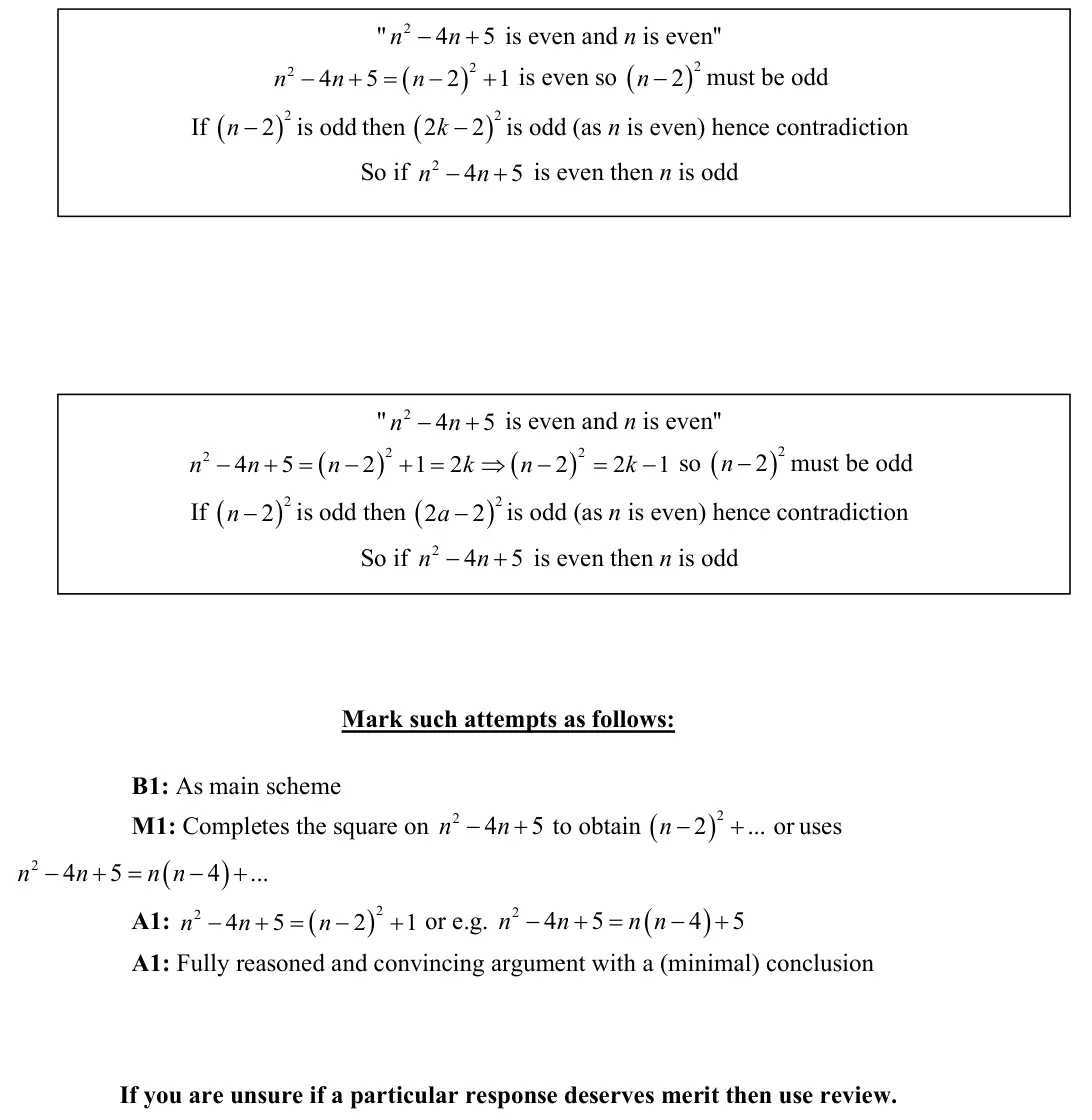 "n² − 4n + 5 is even and n is even"
n² − 4n + 5 = (n − 2)² + 1 is even so (n − 2)² must be odd
If (n − 2)² is odd then (2k − 2)² is odd (as n is even) hence contradiction
So if n² − 4n + 5 is even then n is odd
"n² − 4n + 5 is even and n is even"
n² − 4n + 5 = (n − 2)² + 1 = 2k ⇒ (n − 2)² = 2k − 1 so (n − 2)² must be odd
If (n − 2)² is odd then (2a − 2)² is odd (as n is even) hence contradiction
So if n² − 4n + 5 is even then n is odd
Mark such attempts as follows:
B1: As main scheme
M1: Completes the square on n² − 4n + 5 to obtain (n − 2)² + ... or uses
n² − 4n + 5 = n(n − 4) + ...
A1: n² − 4n + 5 = (n − 2)² + 1 or e.g. n² − 4n + 5 = n(n − 4) + 5
A1: Fully reasoned and convincing argument with a (minimal) conclusion
If you are unsure if a particular response deserves merit then use review.